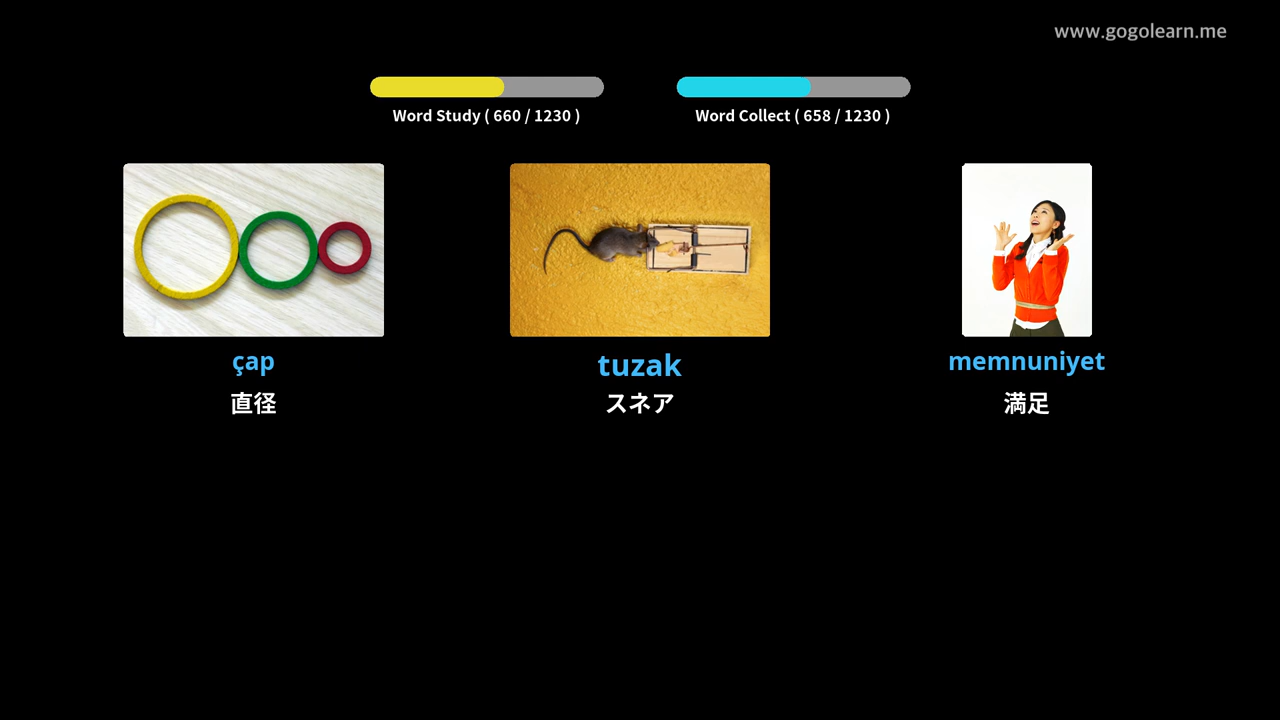 www.gogolearn.me
Word Study ( 660 / 1230 )
Word Collect ( 658 / 1230 )
çap
tuzak
memnuniyet
直径
スネア
満足